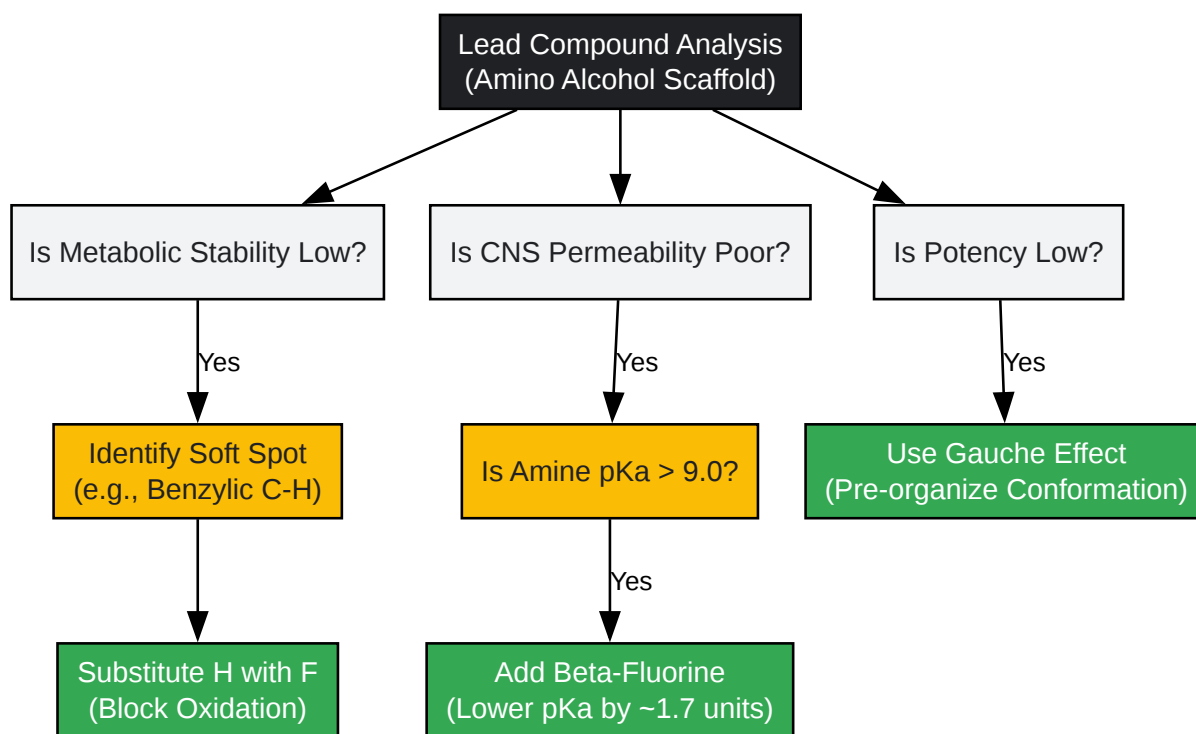 Lead Compound Analysis
(Amino Alcohol Scaffold)
Is Metabolic Stability Low?
Is CNS Permeability Poor?
Is Potency Low?
Yes
Yes
Yes
Identify Soft Spot
(e.g., Benzylic C-H)
Is Amine pKa > 9.0?
Use Gauche Effect
(Pre-organize Conformation)
Yes
Substitute H with F
(Block Oxidation)
Add Beta-Fluorine
(Lower pKa by ~1.7 units)